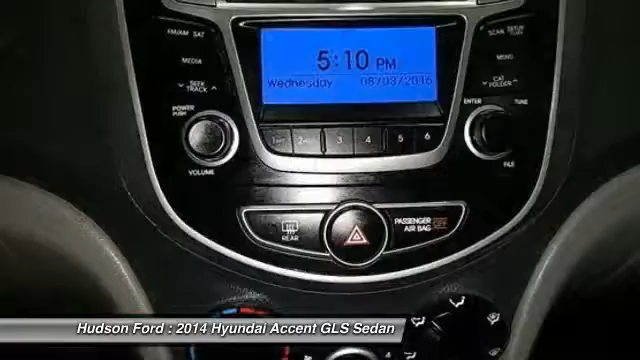 FM/AM SAT
SCAN SETUP
5:10 PM
MEDIA
MENU
Wednesday 08/03/2016
SEEK
TRACK
CAT
FOLDER
POWER
PUSH
ENTER TUNE
1 2 3 4 5 6
VOLUME
FILE
REAR
PASSENGER
AIR BAG OFF
Hudson Ford : 2014 Hyundai Accent GLS Sedan